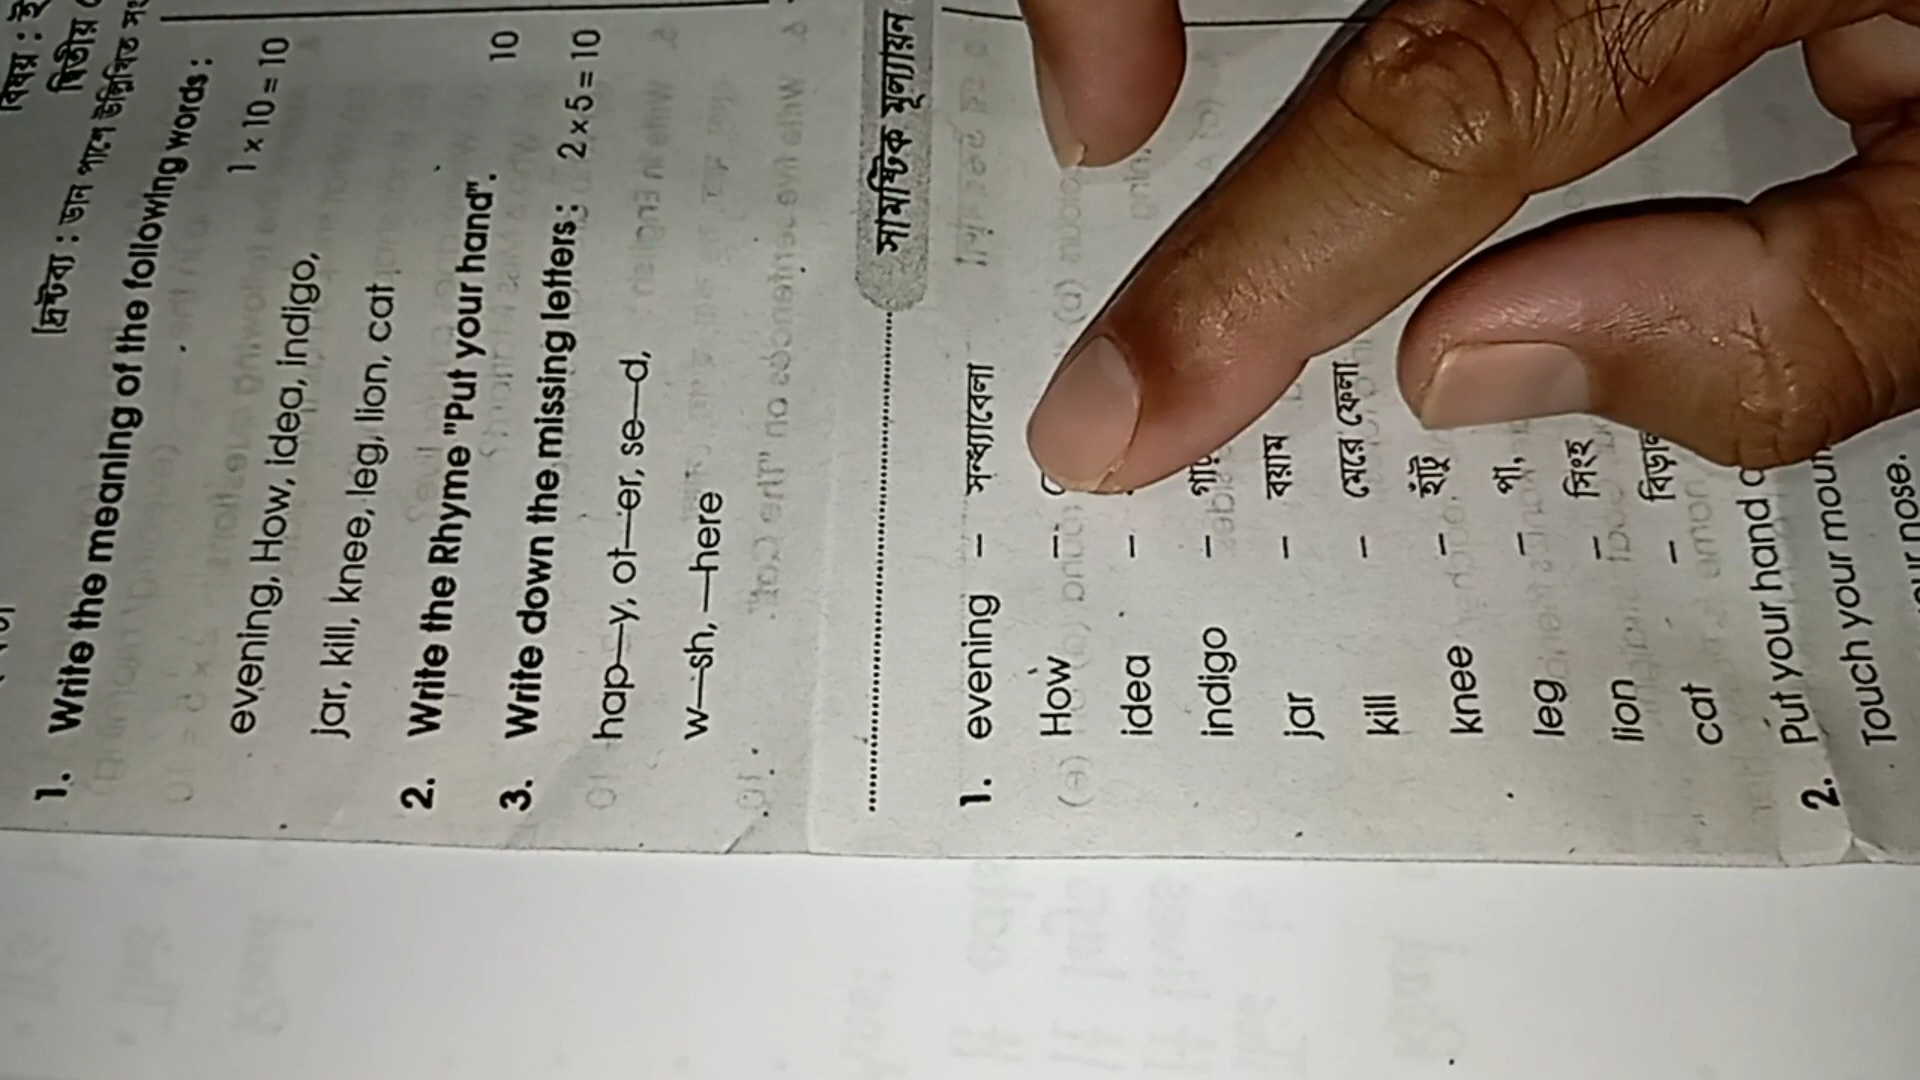 বিষয় :
দ্বিতীয়
[দ্রষ্টব্য : ডান পাশে উল্লিখিত
1. Write the meaning of the following words :
1 x 10 = 10
evening, How, idea, indigo,
jar, kill, knee, leg, lion, cat
2. Write the Rhyme "Put your hand". 10
3. Write down the missing letters : 2 x 5 = 10
hap—y, ot—er, se—d,
w—sh, —here
সামষ্টিক মূল্যায়ন
1. evening – সন্ধ্যাবেলা
How –
idea –
indigo –
jar – বয়াম
kill – মেরে ফেলা
knee – হাঁটু
leg – পা,
lion – সিংহ
cat –
2. Put your hand
Touch your
nose.